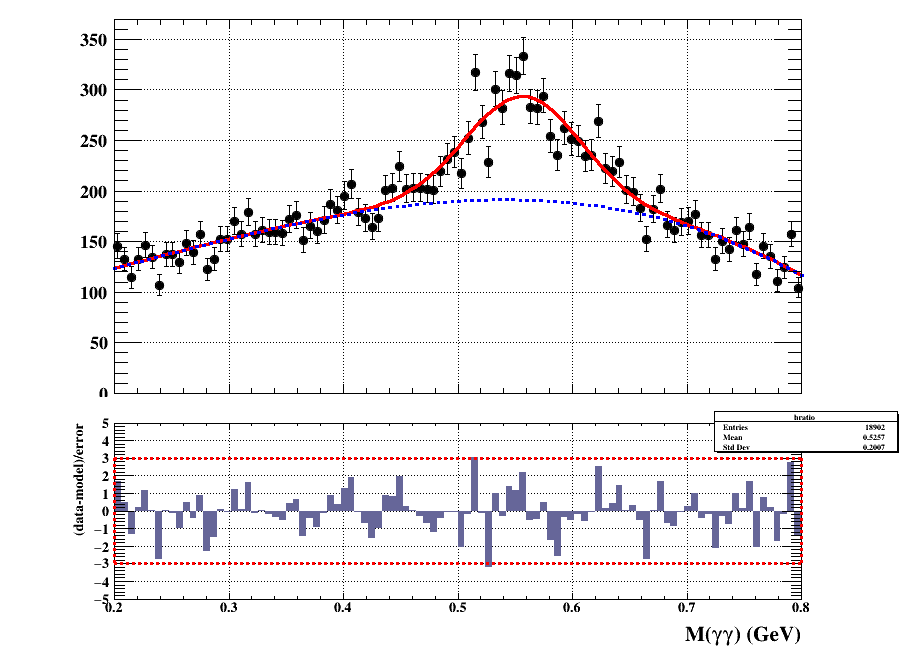 350
300
250
200
150
100
50
0
hratio
Entries 18902
Mean 0.5257
Std Dev 0.2007
(data-model)/error
5
4
3
2
1
0
−1
−2
−3
−4
−5
0.2 0.3 0.4 0.5 0.6 0.7 0.8
M(γγ) (GeV)